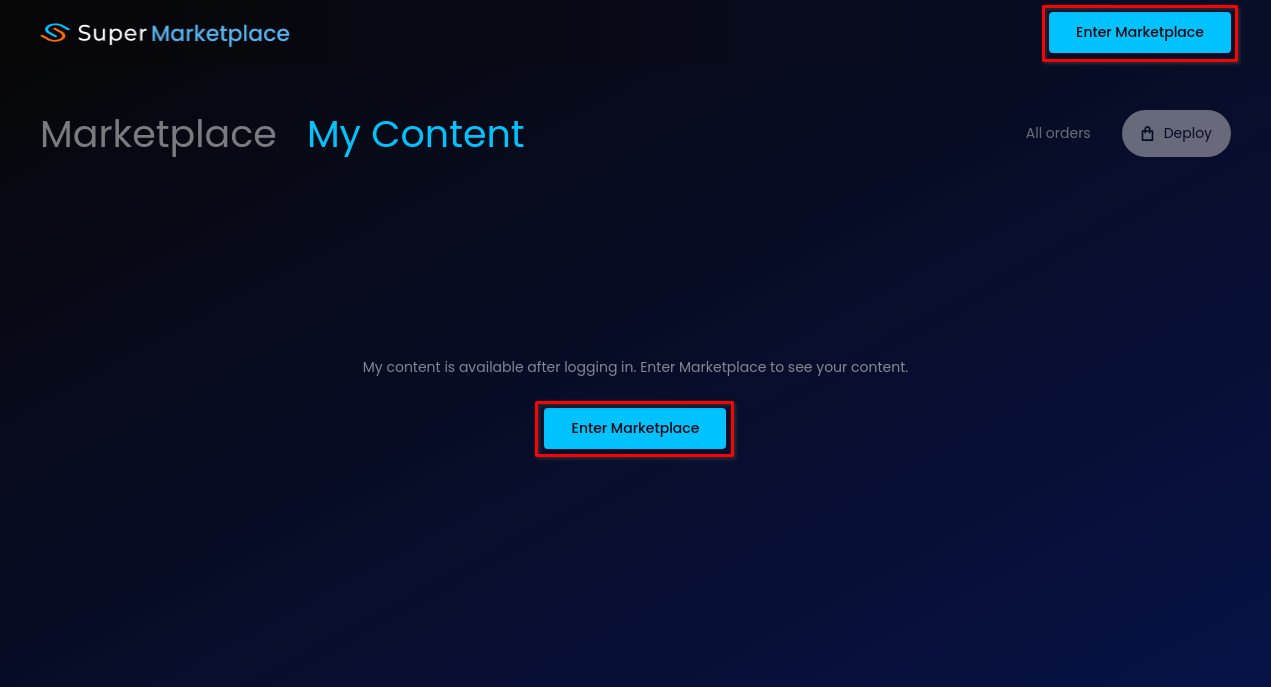 Super Marketplace
Enter Marketplace
Marketplace My Content
All orders
Deploy
My content is available after logging in. Enter Marketplace to see your content.
Enter Marketplace